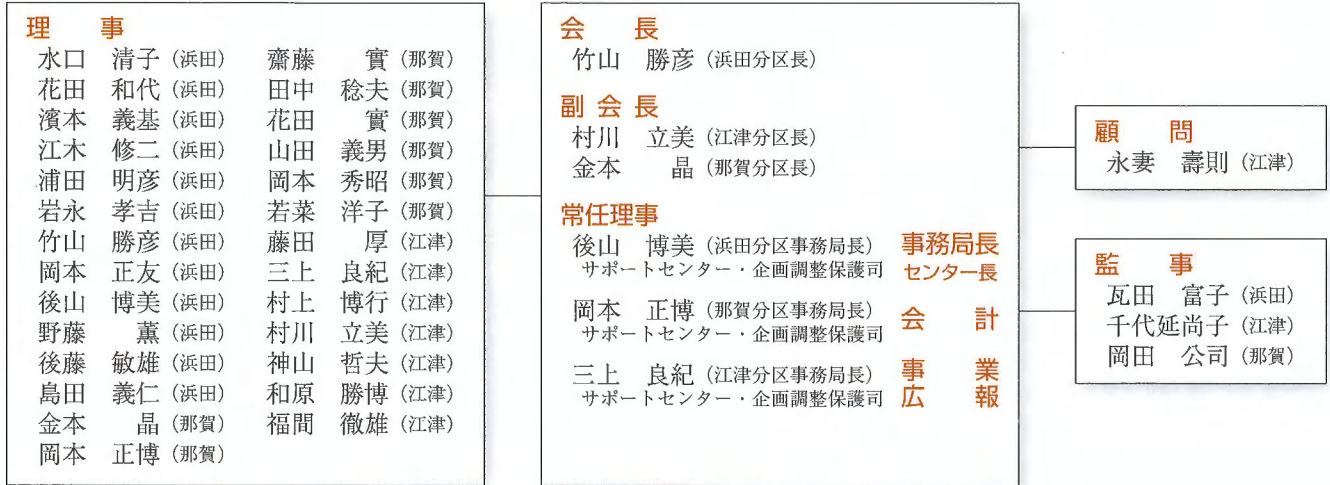 理　事
水口　清子（浜田）　齋藤　　實（那賀）
花田　和代（浜田）　田中　稔夫（那賀）
濱本　義基（浜田）　花田　　實（那賀）
江木　修二（浜田）　山田　義男（那賀）
浦田　明彦（浜田）　岡本　秀昭（那賀）
岩永　孝吉（浜田）　若菜　洋子（那賀）
竹山　勝彦（浜田）　藤田　　厚（江津）
岡本　正友（浜田）　三上　良紀（江津）
後山　博美（浜田）　村上　博行（江津）
野藤　　薫（浜田）　村川　立美（江津）
後藤　敏雄（浜田）　神山　哲夫（江津）
島田　義仁（浜田）　和原　勝博（江津）
金本　　晶（那賀）　福間　徹雄（江津）
岡本　正博（那賀）
会　長
竹山　勝彦（浜田分区長）
副 会 長
村川　立美（江津分区長）
金本　　晶（那賀分区長）
常任理事
後山　博美（浜田分区事務局長）　事務局長
サポートセンター・企画調整保護司　センター長
岡本　正博（那賀分区事務局長）　会　計
サポートセンター・企画調整保護司
三上　良紀（江津分区事務局長）　事　業
サポートセンター・企画調整保護司　広　報
顧　問
永妻　壽則（江津）
監　事
瓦田　富子（浜田）
千代延尚子（江津）
岡田　公司（那賀）